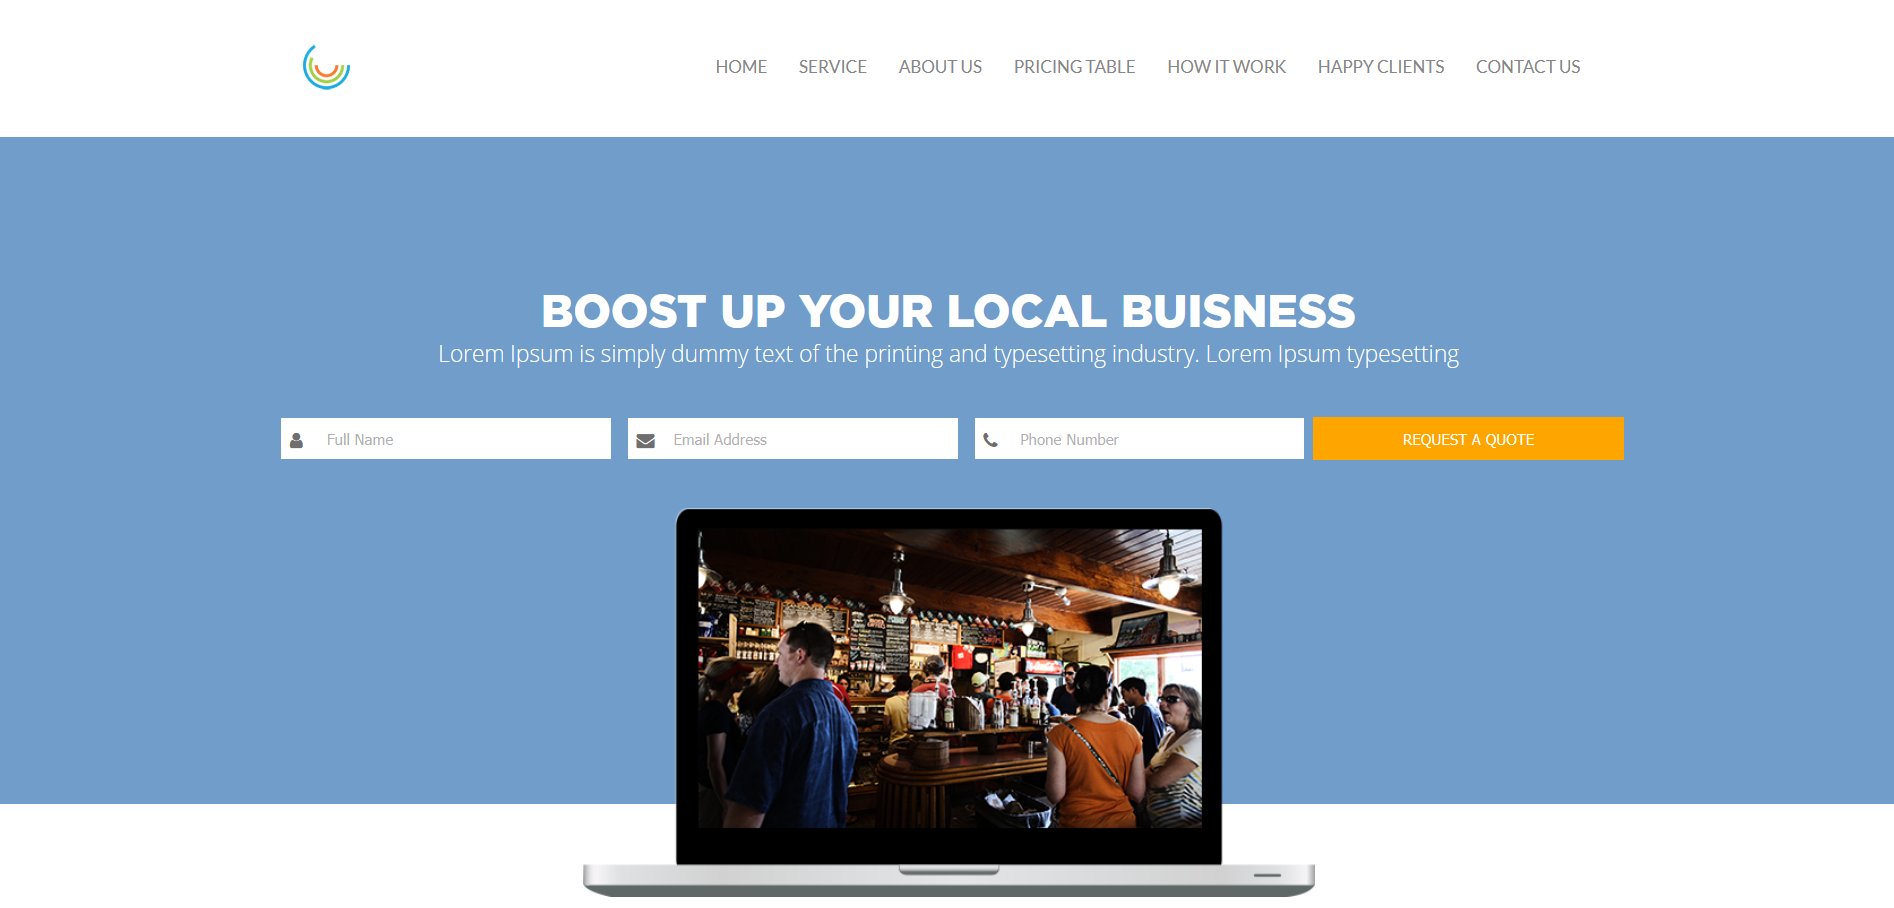 HOME SERVICE ABOUT US PRICING TABLE HOW IT WORK HAPPY CLIENTS CONTACT US
BOOST UP YOUR LOCAL BUISNESS
Lorem Ipsum is simply dummy text of the printing and typesetting industry. Lorem Ipsum typesetting
Full Name Email Address Phone Number REQUEST A QUOTE